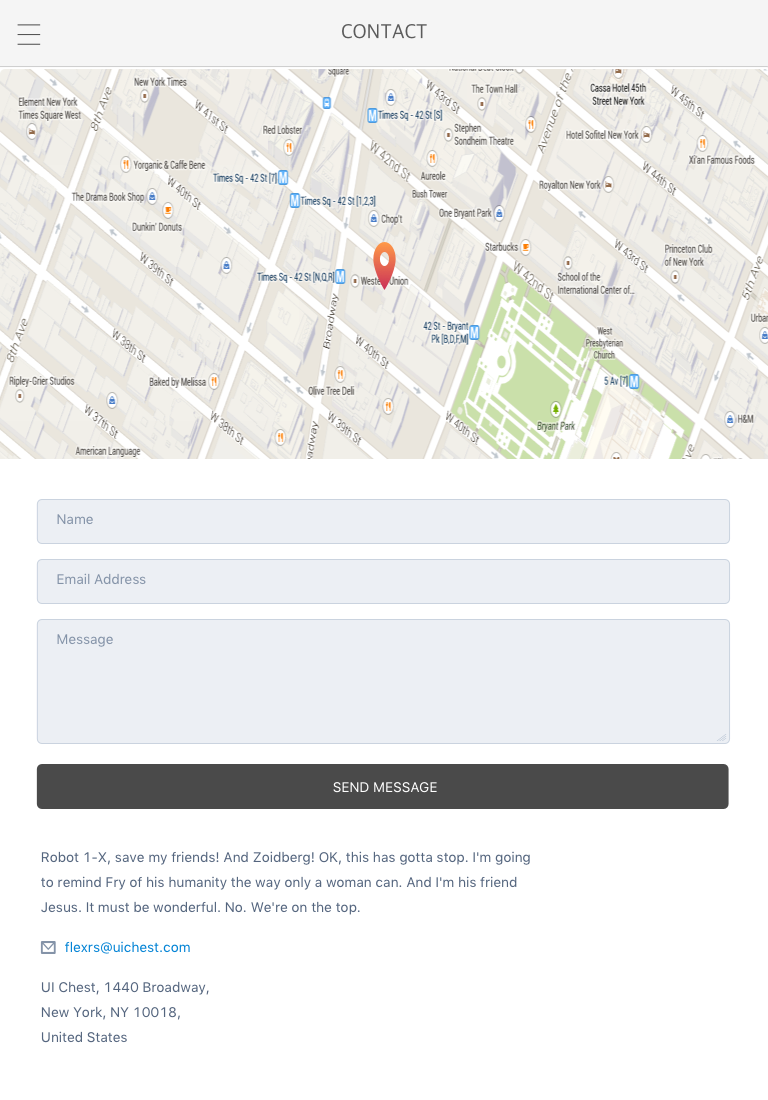 CONTACT
Square
New York Times
The Town Hall
Cassa Hotel 45th
Street New York
Element New York
Times Square West
8th Ave
W 41st St
W 43rd St
Avenue of the
W 45th St
Times Sq - 42 St [S]
Red Lobster
Stephen
Sondheim Theatre
Hotel Sofitel New York
Xi'an Famous Foods
Yorganic & Caffe Bene
W 42nd St
Aureole
W 44th St
Times Sq - 42 St [7]
Royalton New York
The Drama Book Shop
W 40th St
Times Sq - 42 St [1,2,3]
Bush Tower
Dunkin' Donuts
Chop't
One Bryant Park
Starbucks
W 43rd St
Princeton Club
of New York
W 39th St
Times Sq - 42 St [N,Q,R]
Western Union
W 42nd St
School of the
International Center of...
5th Ave
8th Ave
W 38th St
Broadway
W 40th St
42 St - Bryant
Pk [B,D,F,M]
West
Presbyterian
Church
Urba
Ripley-Grier Studios
Baked by Melissa
Olive Tree Deli
5 Av [7]
W 37th St
W 38th St
W 39th St
W 40th St
Bryant Park
H&M
American Language
adway
Name
Email Address
Message
SEND MESSAGE
Robot 1-X, save my friends! And Zoidberg! OK, this has gotta stop. I'm going
to remind Fry of his humanity the way only a woman can. And I'm his friend
Jesus. It must be wonderful. No. We're on the top.
flexrs@uichest.com
UI Chest, 1440 Broadway,
New York, NY 10018,
United States